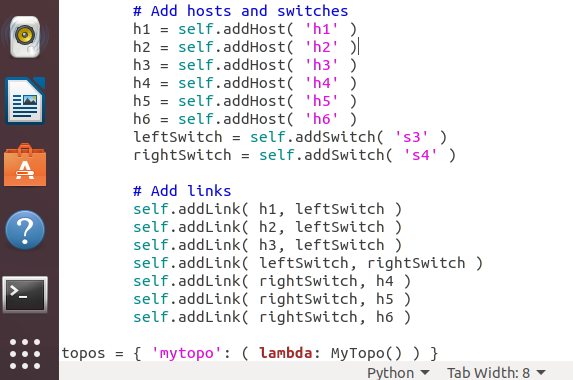 # Add hosts and switches
h1 = self.addHost( 'h1' )
h2 = self.addHost( 'h2' )
h3 = self.addHost( 'h3' )
h4 = self.addHost( 'h4' )
h5 = self.addHost( 'h5' )
h6 = self.addHost( 'h6' )
leftSwitch = self.addSwitch( 's3' )
rightSwitch = self.addSwitch( 's4' )
# Add links
self.addLink( h1, leftSwitch )
self.addLink( h2, leftSwitch )
self.addLink( h3, leftSwitch )
self.addLink( leftSwitch, rightSwitch )
self.addLink( rightSwitch, h4 )
self.addLink( rightSwitch, h5 )
self.addLink( rightSwitch, h6 )
topos = { 'mytopo': ( lambda: MyTopo() ) }
Python Tab Width: 8